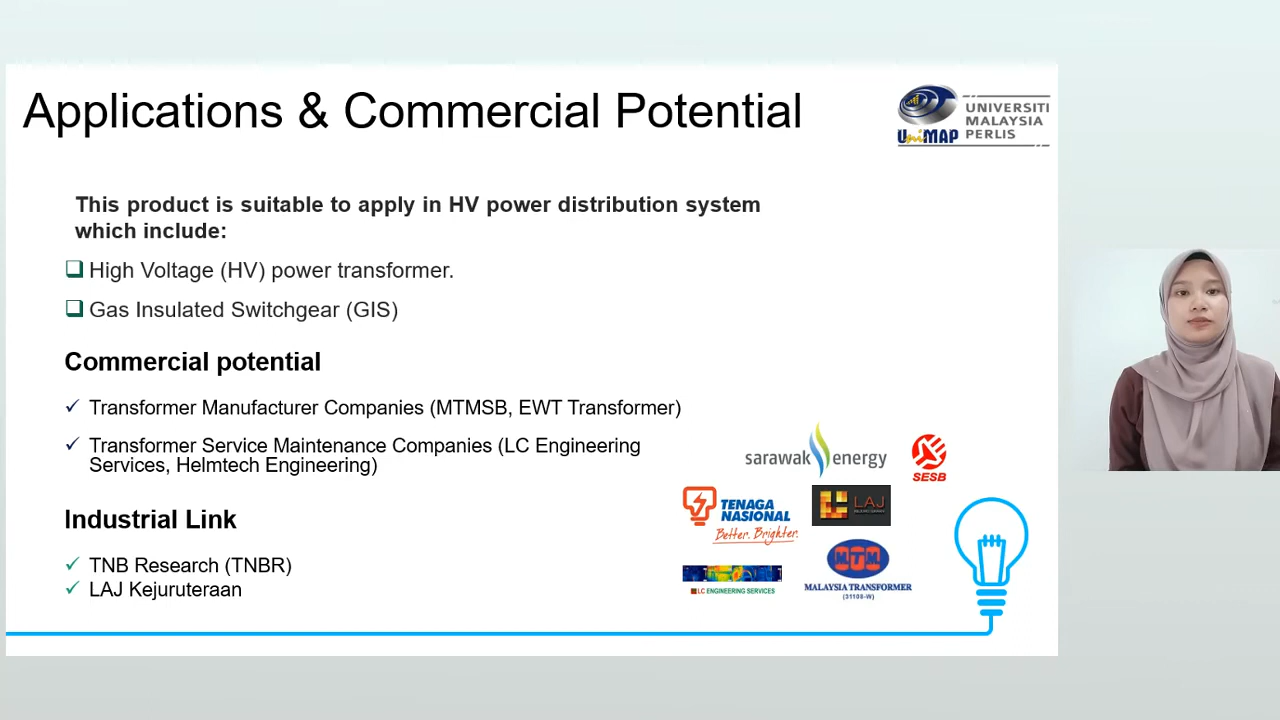 Applications & Commercial Potential
UniMAP
UNIVERSITI
MALAYSIA
PERLIS
This product is suitable to apply in HV power distribution system
which include:
High Voltage (HV) power transformer.
Gas Insulated Switchgear (GIS)
Commercial potential
Transformer Manufacturer Companies (MTMSB, EWT Transformer)
Transformer Service Maintenance Companies (LC Engineering
Services, Helmtech Engineering)
sarawak energy
SESB
TENAGA
NASIONAL
Better. Brighter.
LAJ
Industrial Link
TNB Research (TNBR)
LAJ Kejuruteraan
LC ENGINEERING SERVICES
MTM
MALAYSIA TRANSFORMER
(31108-W)